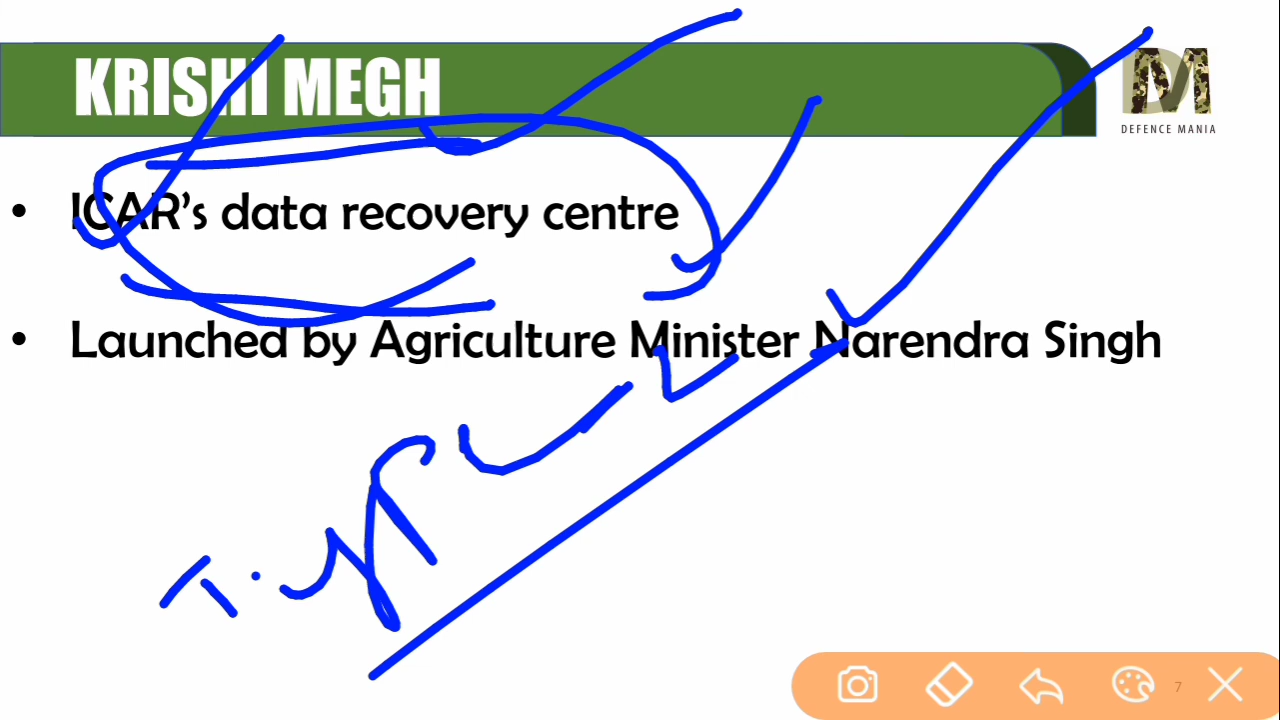 KRISHI MEGH
DEFENCE MANIA
• ICAR's data recovery centre
• Launched by Agriculture Minister Narendra Singh
7